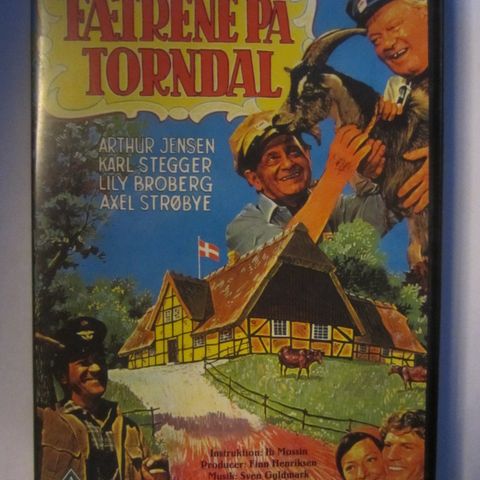 FÆTRENE PÅ
TORNDAL
ARTHUR JENSEN
KARL STEGGER
LILY BROBERG
AXEL STRØBYE
Instruktion: Ib Mossin
Producer: Finn Henriksen
Musik: Sven Gyldmark